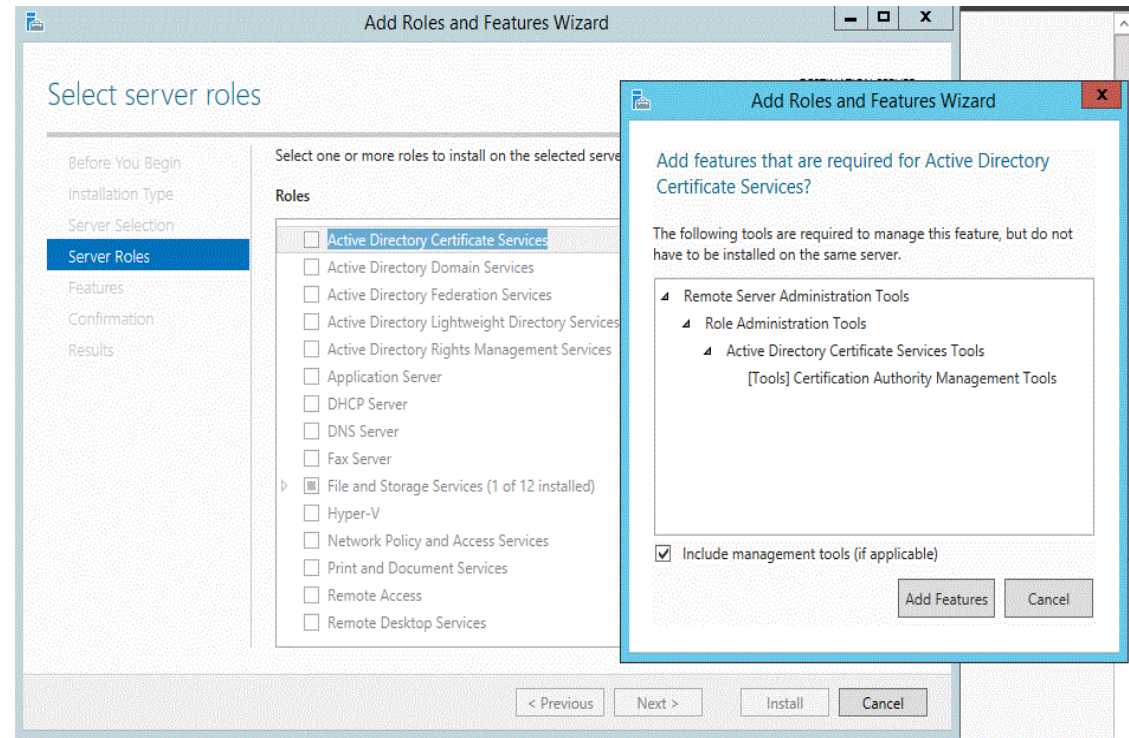 Add Roles and Features Wizard
Select server roles
Before You Begin
Installation Type
Server Selection
Server Roles
Features
Confirmation
Results
Select one or more roles to install on the selected serve
Roles
Active Directory Certificate Services
Active Directory Domain Services
Active Directory Federation Services
Active Directory Lightweight Directory Services
Active Directory Rights Management Services
Application Server
DHCP Server
DNS Server
Fax Server
File and Storage Services (1 of 12 installed)
Hyper-V
Network Policy and Access Services
Print and Document Services
Remote Access
Remote Desktop Services
< Previous
Next >
Install
Cancel
Add Roles and Features Wizard
Add features that are required for Active Directory
Certificate Services?
The following tools are required to manage this feature, but do not
have to be installed on the same server.
Remote Server Administration Tools
Role Administration Tools
Active Directory Certificate Services Tools
[Tools] Certification Authority Management Tools
Include management tools (if applicable)
Add Features
Cancel